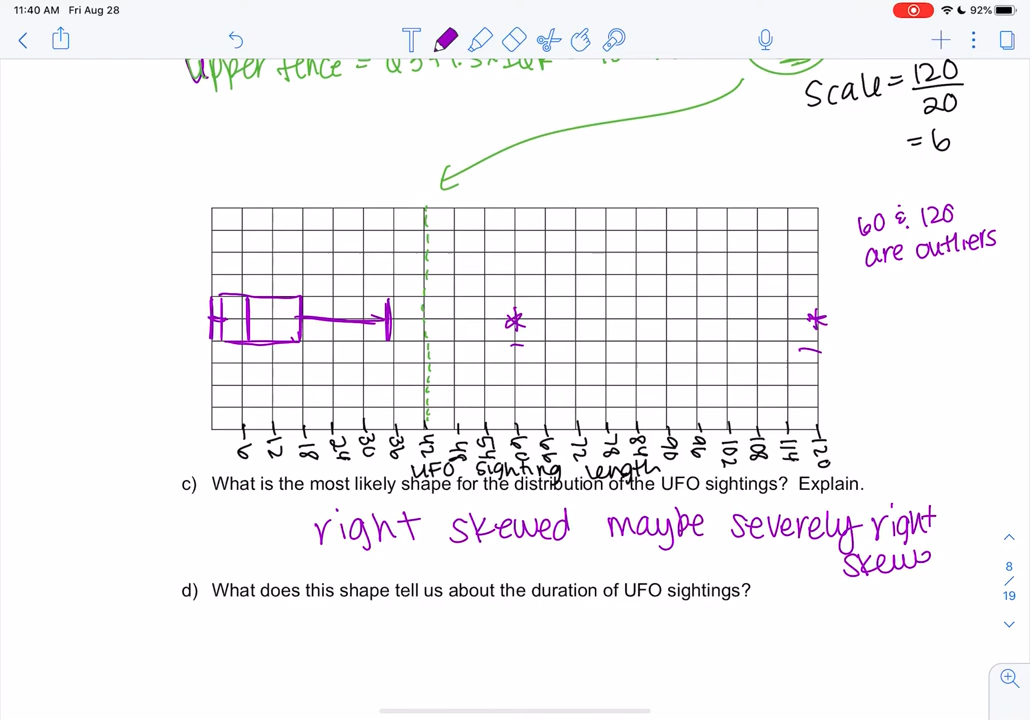 11:40 AM Fri Aug 28
92%
T
Upper fence =
Scale = 120
20
= 6
60 & 120
are outliers
6 12 18 24 30 36 42 48 54 60 66 72 78 84 90 96 102 108 114 120
UFO sighting length
c) What is the most likely shape for the distribution of the UFO sightings? Explain.
right skewed maybe severely right
skew
d) What does this shape tell us about the duration of UFO sightings?
8
/
19